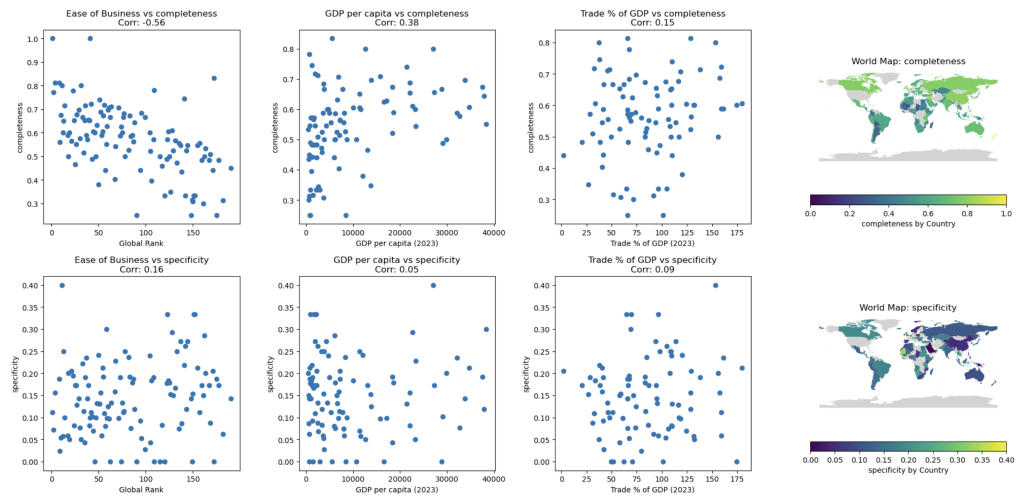 Ease of Business vs completeness
Corr: -0.56
completeness
1.0
0.9
0.8
0.7
0.6
0.5
0.4
0.3
0 50 100 150
Global Rank
GDP per capita vs completeness
Corr: 0.38
completeness
0.8
0.7
0.6
0.5
0.4
0.3
0 10000 20000 30000 40000
GDP per capita (2023)
Trade % of GDP vs completeness
Corr: 0.15
completeness
0.8
0.7
0.6
0.5
0.4
0.3
0 25 50 75 100 125 150 175
Trade % of GDP (2023)
World Map: completeness
0.0 0.2 0.4 0.6 0.8 1.0
completeness by Country
Ease of Business vs specificity
Corr: 0.16
specificity
0.40
0.35
0.30
0.25
0.20
0.15
0.10
0.05
0.00
0 50 100 150
Global Rank
GDP per capita vs specificity
Corr: 0.05
specificity
0.40
0.35
0.30
0.25
0.20
0.15
0.10
0.05
0.00
0 10000 20000 30000 40000
GDP per capita (2023)
Trade % of GDP vs specificity
Corr: 0.09
specificity
0.40
0.35
0.30
0.25
0.20
0.15
0.10
0.05
0.00
0 25 50 75 100 125 150 175
Trade % of GDP (2023)
World Map: specificity
0.00 0.05 0.10 0.15 0.20 0.25 0.30 0.35 0.40
specificity by Country